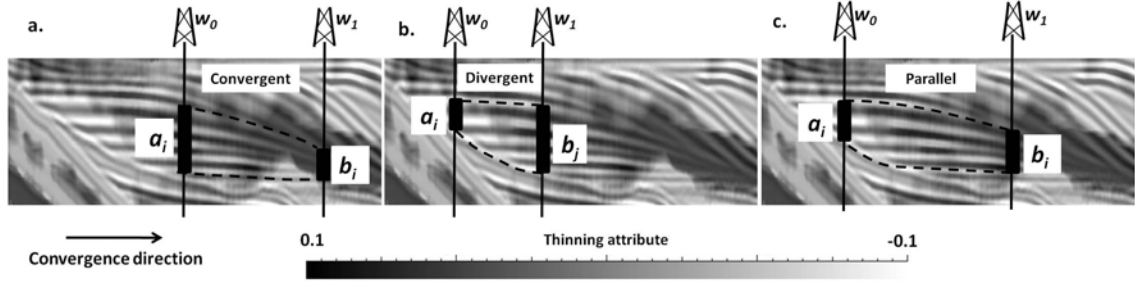 a.
w₀
w₁
Convergent
aᵢ
bᵢ
b.
w₀
w₁
Divergent
aᵢ
bⱼ
c.
w₀
w₁
Parallel
aᵢ
bᵢ
Convergence direction
0.1
Thinning attribute
-0.1